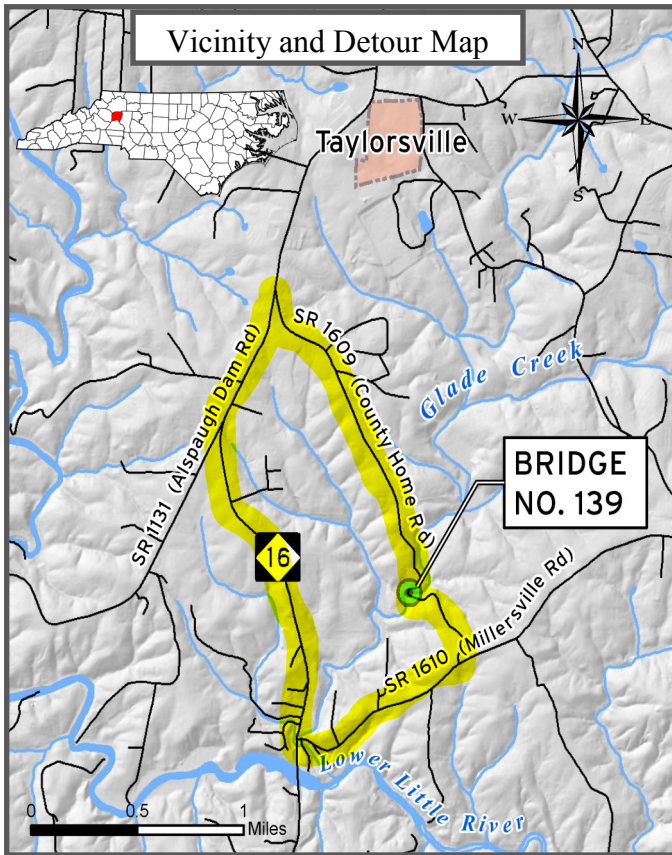 Vicinity and Detour Map
N
W
E
S
Taylorsville
SR 1609 (County Home Rd)
SR 1131 (Alspaugh Dam Rd)
Glade Creek
BRIDGE
NO. 139
16
SR 1610 (Millersville Rd)
Lower Little River
0 0.5 1
Miles